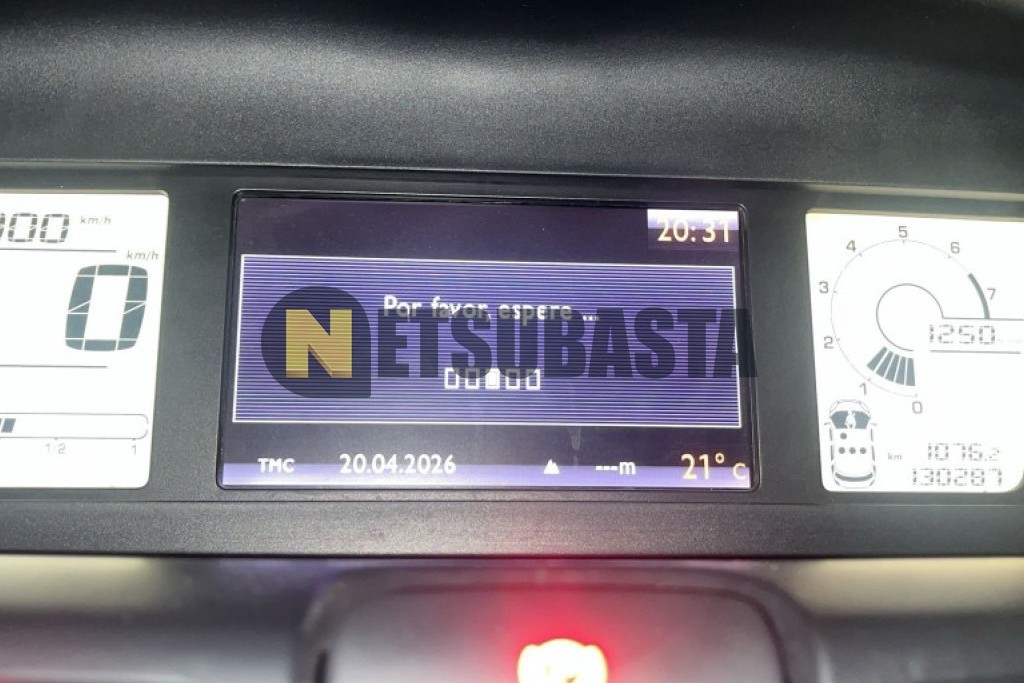 000 km/h
km/h
0
1/2 1
20:31
Por favor, espere ...
NETSUBASTA
TMC 20.04.2026 ---m 21° C
0 1 2 3 4 5 6 7
1250
km 1076.2
130287